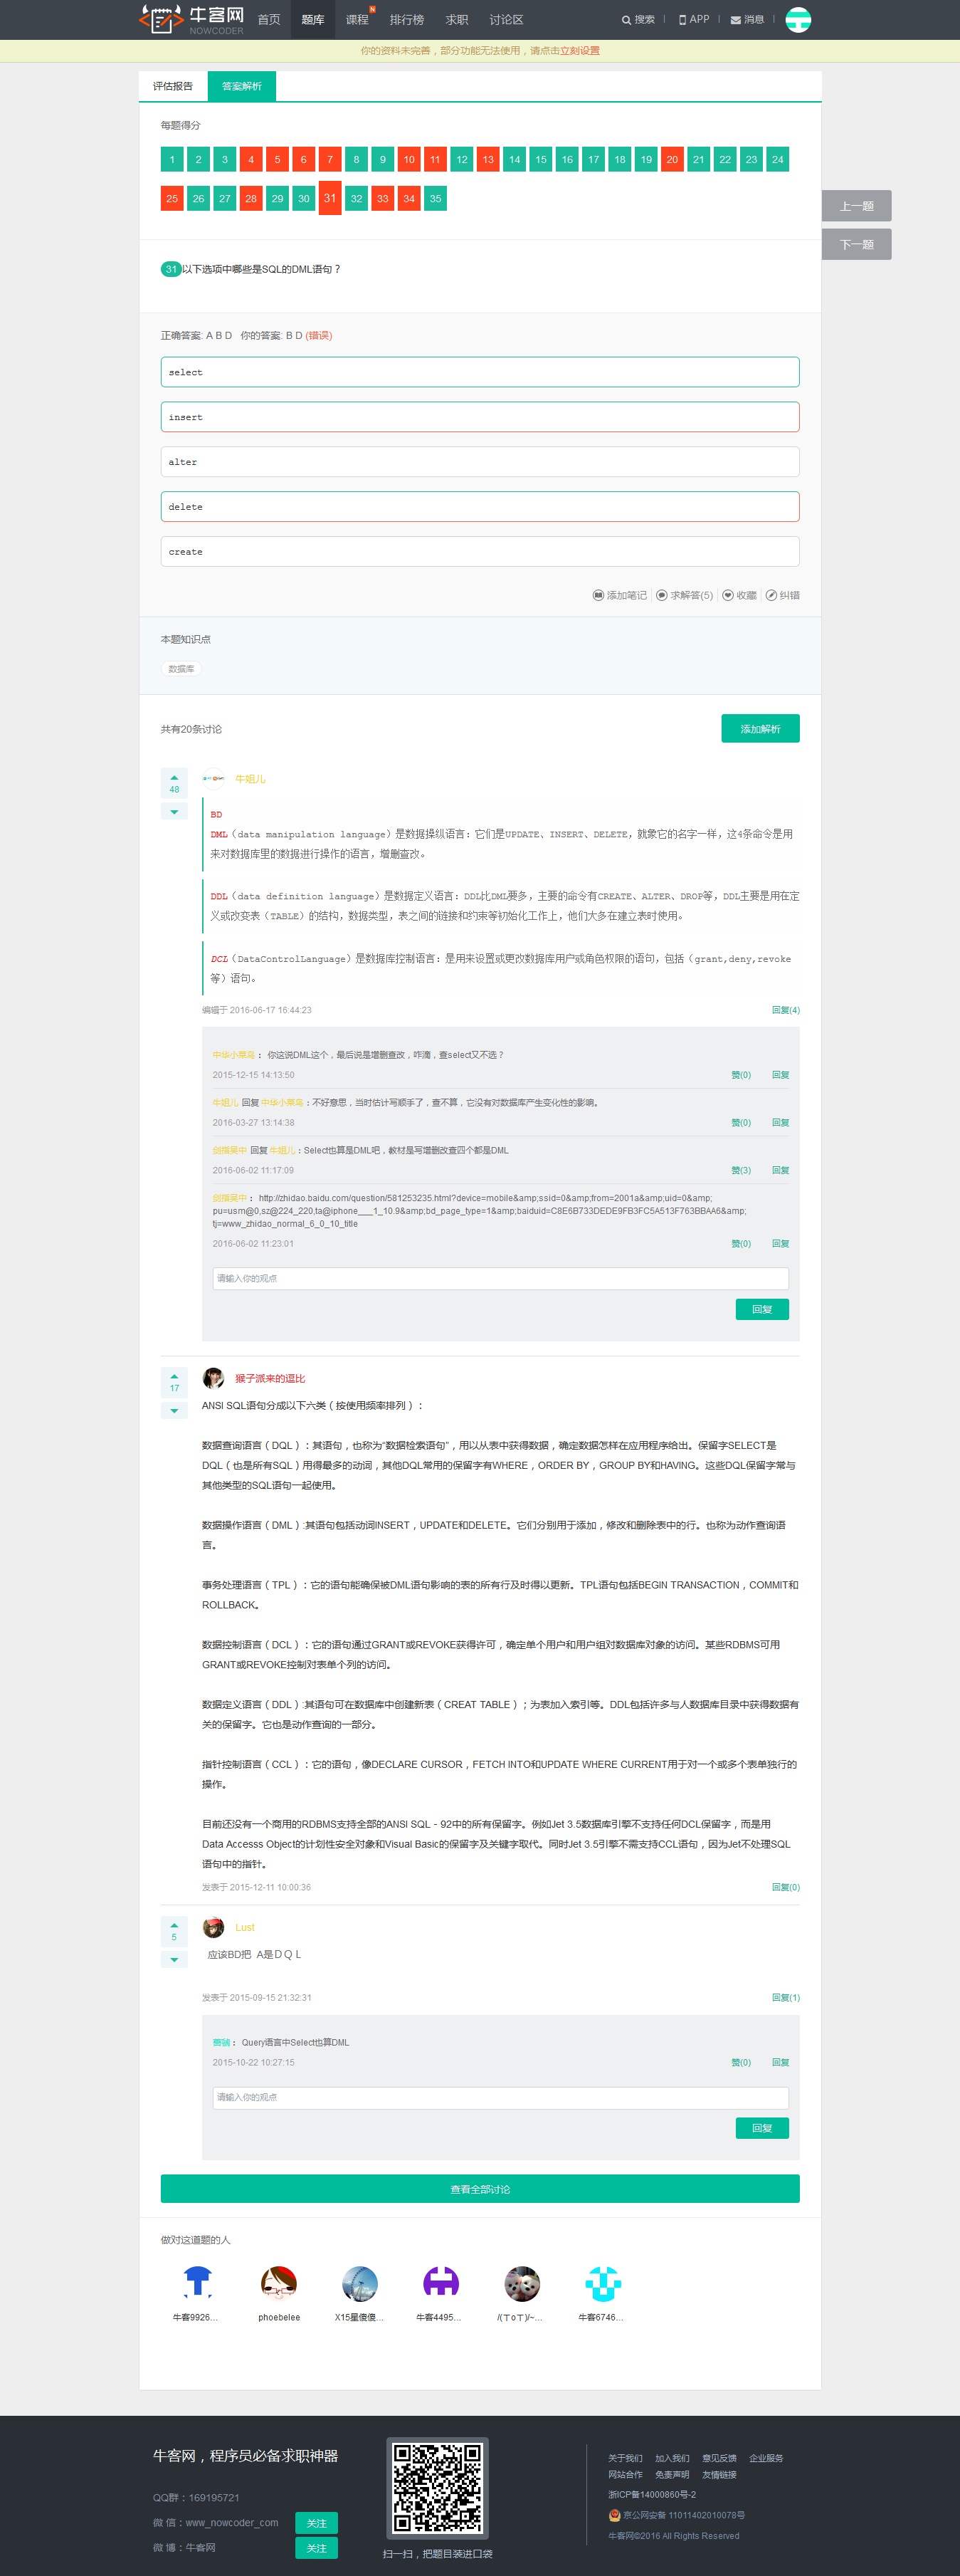 牛客网
NOWCODER
首页 题库 课程 N 排行榜 求职 讨论区 搜索 APP 消息
你的资料未完善，部分功能无法使用，请点击立刻设置
评估报告 答案解析
每题得分
1 2 3 4 5 6 7 8 9 10 11 12 13 14 15 16 17 18 19 20 21 22 23 24
25 26 27 28 29 30 31 32 33 34 35
上一题
下一题
31 以下选项中哪些是SQL的DML语句？
正确答案: A B D 你的答案: B D (错误)
select
insert
alter
delete
create
添加笔记 求解答(5) 收藏 纠错
本题知识点
数据库
共有20条讨论 添加解析
48
牛姐儿
BD
DML（data manipulation language）是数据操纵语言：它们是UPDATE、INSERT、DELETE，就象它的名字一样，这4条命令是用
来对数据库里的数据进行操作的语言，增删查改。
DDL（data definition language）是数据定义语言：DDL比DML要多，主要的命令有CREATE、ALTER、DROP等，DDL主要是用在定
义或改变表（TABLE）的结构，数据类型，表之间的链接和约束等初始化工作上，他们大多在建立表时使用。
DCL（DataControlLanguage）是数据库控制语言：是用来设置或更改数据库用户或角色权限的语句，包括（grant,deny,revoke
等）语句。
编辑于 2016-06-17 16:44:23 回复(4)
中华小菜鸟： 你这说DML这个，最后说是增删查改，咋滴，查select又不选？
2015-12-15 14:13:50 赞(0) 回复
牛姐儿 回复 中华小菜鸟：不好意思，当时估计写顺手了，查不算，它没有对数据库产生变化性的影响。
2016-03-27 13:14:38 赞(0) 回复
剑指吴中 回复 牛姐儿：Select也算是DML吧，教材是写增删改查四个都是DML
2016-06-02 11:17:09 赞(3) 回复
剑指吴中： http://zhidao.baidu.com/question/581253235.html?device=mobile&amp;ssid=0&amp;from=2001a&amp;uid=0&amp;
pu=usm@0,sz@224_220,ta@iphone___1_10.9&amp;bd_page_type=1&amp;baiduid=C8E6B733DEDE9FB3FC5A513F763BBAA6&amp;
tj=www_zhidao_normal_6_0_10_title
2016-06-02 11:23:01 赞(0) 回复
请输入你的观点
回复
17
猴子派来的逗比
ANSI SQL语句分成以下六类（按使用频率排列）：
数据查询语言（DQL）：其语句，也称为“数据检索语句”，用以从表中获得数据，确定数据怎样在应用程序给出。保留字SELECT是
DQL（也是所有SQL）用得最多的动词，其他DQL常用的保留字有WHERE，ORDER BY，GROUP BY和HAVING。这些DQL保留字常与
其他类型的SQL语句一起使用。
数据操作语言（DML）:其语句包括动词INSERT，UPDATE和DELETE。它们分别用于添加，修改和删除表中的行。也称为动作查询语
言。
事务处理语言（TPL）：它的语句能确保被DML语句影响的表的所有行及时得以更新。TPL语句包括BEGIN TRANSACTION，COMMIT和
ROLLBACK。
数据控制语言（DCL）：它的语句通过GRANT或REVOKE获得许可，确定单个用户和用户组对数据库对象的访问。某些RDBMS可用
GRANT或REVOKE控制对表单个列的访问。
数据定义语言（DDL）:其语句可在数据库中创建新表（CREAT TABLE）；为表加入索引等。DDL包括许多与人数据库目录中获得数据有
关的保留字。它也是动作查询的一部分。
指针控制语言（CCL）：它的语句，像DECLARE CURSOR，FETCH INTO和UPDATE WHERE CURRENT用于对一个或多个表单独行的
操作。
目前还没有一个商用的RDBMS支持全部的ANSI SQL－92中的所有保留字。例如Jet 3.5数据库引擎不支持任何DCL保留字，而是用
Data Accesss Object的计划性安全对象和Visual Basic的保留字及关键字取代。同时Jet 3.5引擎不需支持CCL语句，因为Jet不处理SQL
语句中的指针。
发表于 2015-12-11 10:00:36 回复(0)
5
Lust
应该BD把 A是ＤＱＬ
发表于 2015-09-15 21:32:31 回复(1)
： Query语言中Select也算DML
2015-10-22 10:27:15 赞(0) 回复
请输入你的观点
回复
查看全部讨论
做对这道题的人
牛客9926... phoebelee X15星傻傻... 牛客4495... /(ㄒoㄒ)/~... 牛客6746...
牛客网，程序员必备求职神器
QQ群：169195721
微 信：www_nowcoder_com 关注
微 博：牛客网 关注
扫一扫，把题目装进口袋
关于我们 加入我们 意见反馈 企业服务
网站合作 免责声明 友情链接
浙ICP备14000860号-2
京公网安备 11011402010078号
牛客网©2016 All Rights Reserved